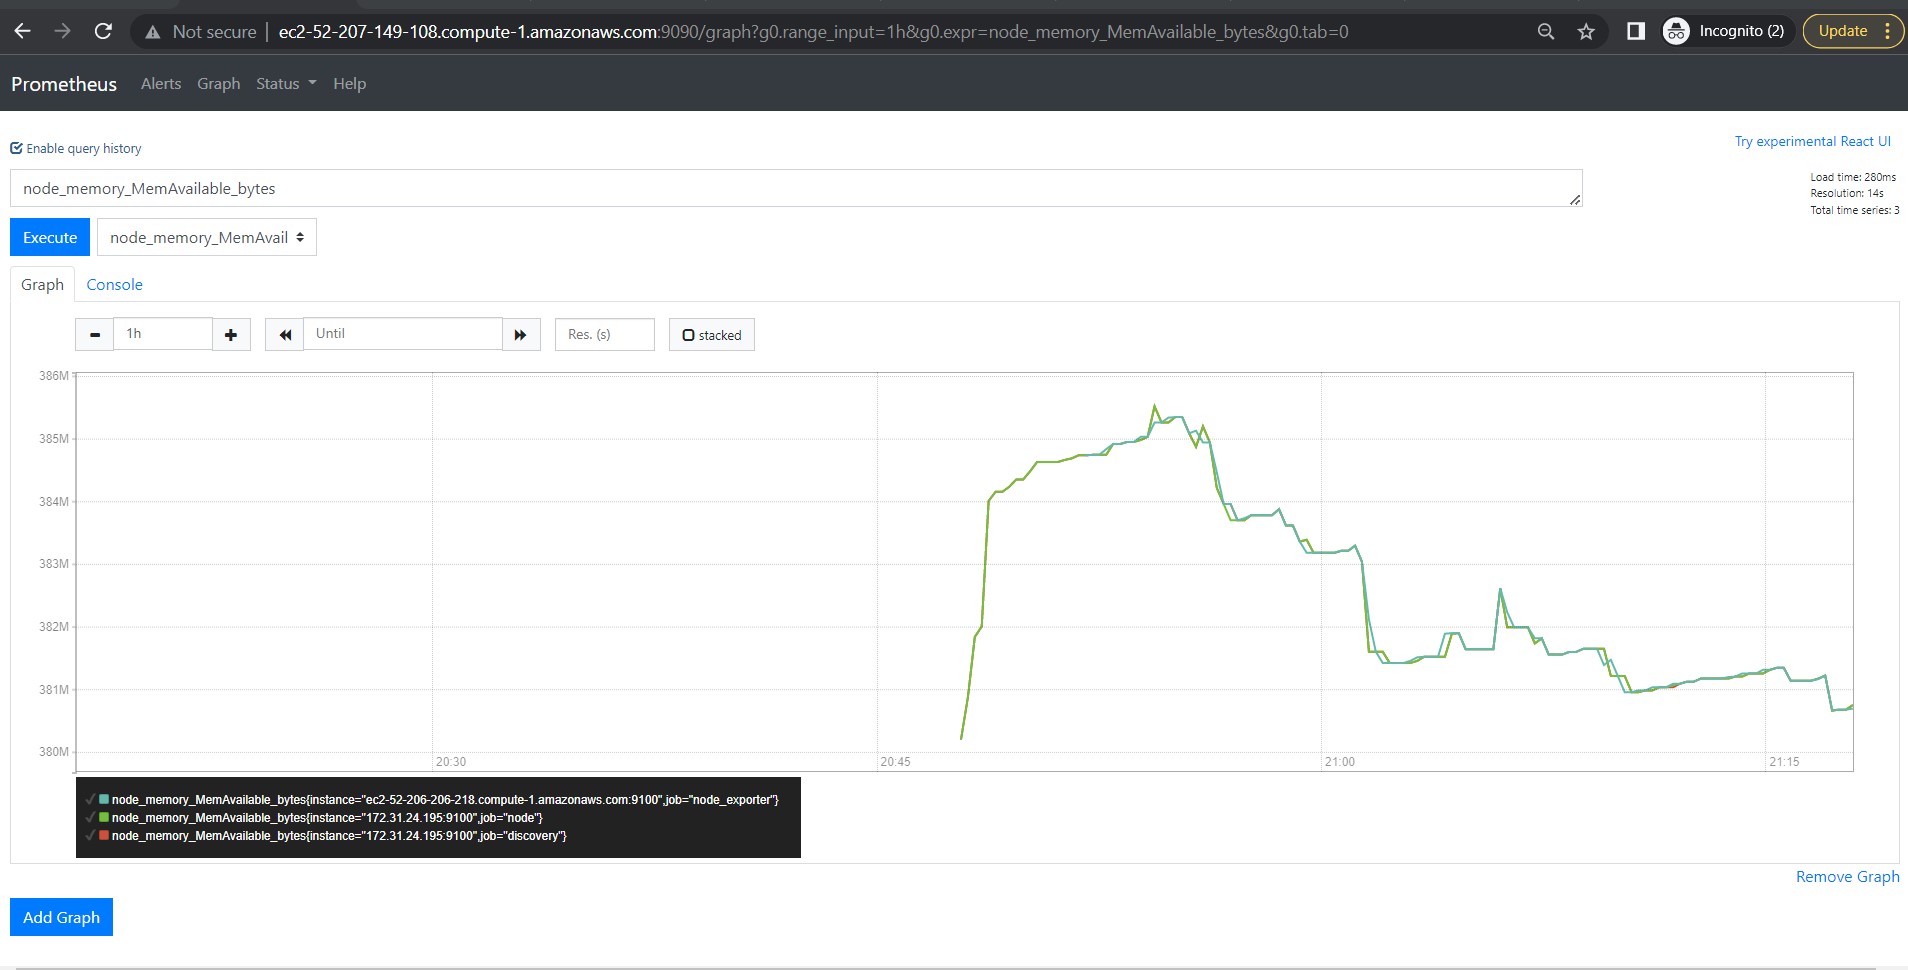 Not secure | ec2-52-207-149-108.compute-1.amazonaws.com:9090/graph?g0.range_input=1h&g0.expr=node_memory_MemAvailable_bytes&g0.tab=0 Incognito (2) Update
Prometheus Alerts Graph Status Help
Enable query history
Try experimental React UI
node_memory_MemAvailable_bytes
Load time: 280ms
Resolution: 14s
Total time series: 3
Execute node_memory_MemAvail
Graph Console
1h Until Res. (s) stacked
386M
385M
384M
383M
382M
381M
380M
20:30 20:45 21:00 21:15
node_memory_MemAvailable_bytes{instance="ec2-52-206-206-218.compute-1.amazonaws.com:9100",job="node_exporter"}
node_memory_MemAvailable_bytes{instance="172.31.24.195:9100",job="node"}
node_memory_MemAvailable_bytes{instance="172.31.24.195:9100",job="discovery"}
Remove Graph
Add Graph